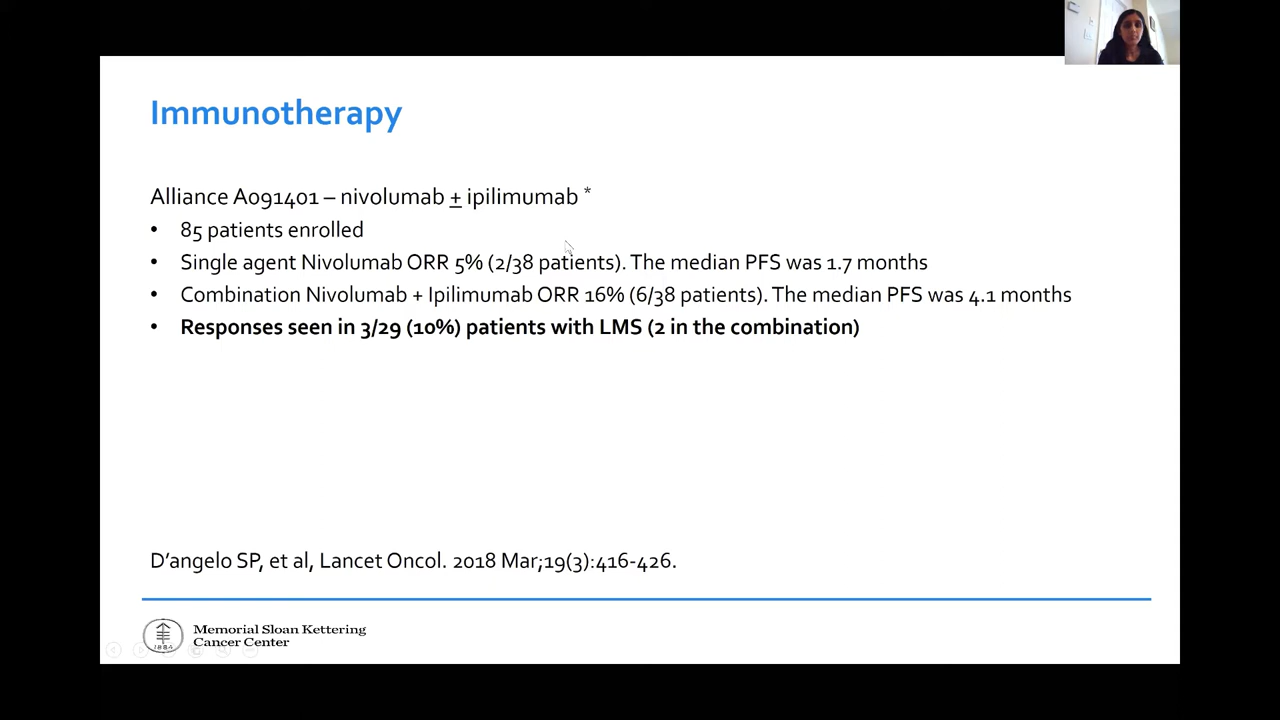 Immunotherapy
Alliance A091401 – nivolumab + ipilimumab *
• 85 patients enrolled
• Single agent Nivolumab ORR 5% (2/38 patients). The median PFS was 1.7 months
• Combination Nivolumab + Ipilimumab ORR 16% (6/38 patients). The median PFS was 4.1 months
• Responses seen in 3/29 (10%) patients with LMS (2 in the combination)
D’angelo SP, et al, Lancet Oncol. 2018 Mar;19(3):416-426.
Memorial Sloan Kettering
Cancer Center
1884